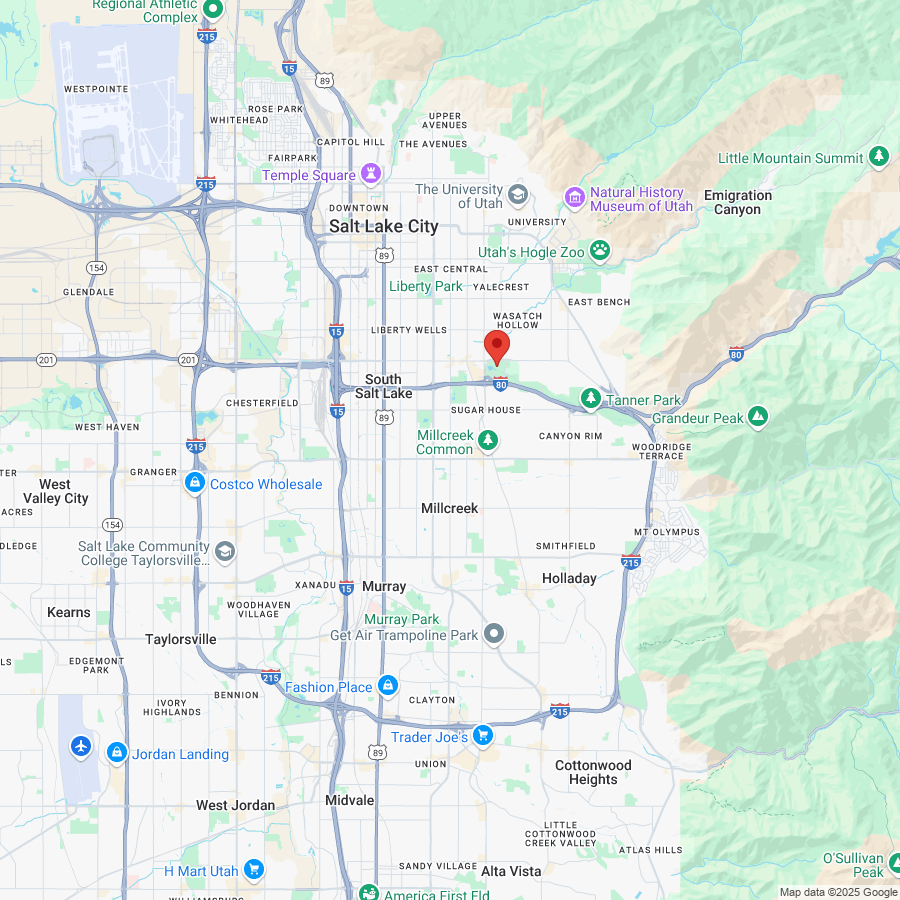 Regional Athletic
Complex
215
15
89
WESTPOINTE
ROSE PARK
WHITEHEAD
UPPER
AVENUES
CAPITOL HILL
THE AVENUES
FAIRPARK
Little Mountain Summit
Temple Square
215
The University
of Utah
Natural History
Museum of Utah
Emigration
Canyon
DOWNTOWN
Salt Lake City
UNIVERSITY
89
Utah's Hogle Zoo
154
EAST CENTRAL
Liberty Park
YALECREST
GLENDALE
EAST BENCH
WASATCH
HOLLOW
15
LIBERTY WELLS
201
201
80
South
Salt Lake
80
CHESTERFIELD
15
89
SUGAR HOUSE
Tanner Park
Grandeur Peak
WEST HAVEN
215
Millcreek
Common
CANYON RIM
WOODRIDGE
TERRACE
TER
GRANGER
West
Valley City
Costco Wholesale
ACRES
Millcreek
154
MT OLYMPUS
DLEDGE
Salt Lake Community
College Taylorsville...
SMITHFIELD
215
XANADU
15
Murray
Holladay
Kearns
WOODHAVEN
VILLAGE
Murray Park
Taylorsville
Get Air Trampoline Park
LS
EDGEMONT
PARK
215
Fashion Place
BENNION
CLAYTON
IVORY
HIGHLANDS
215
Trader Joe's
Jordan Landing
89
UNION
Cottonwood
Heights
West Jordan
Midvale
LITTLE
COTTONWOOD
CREEK VALLEY
ATLAS HILLS
H Mart Utah
SANDY VILLAGE
Alta Vista
O'Sullivan
Peak
America First Fld
WILLIAMSBURG
Map data ©2025 Google